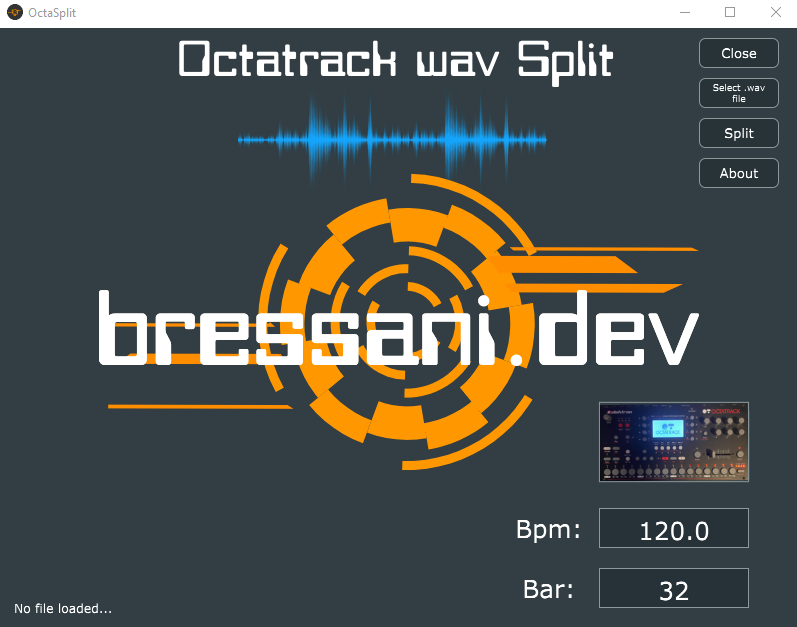 OctaSplit
Octatrack wav Split
Close
Select .wav
file
Split
About
bressani.dev
OCTATRACK
Bpm:
120.0
Bar:
32
No file loaded...